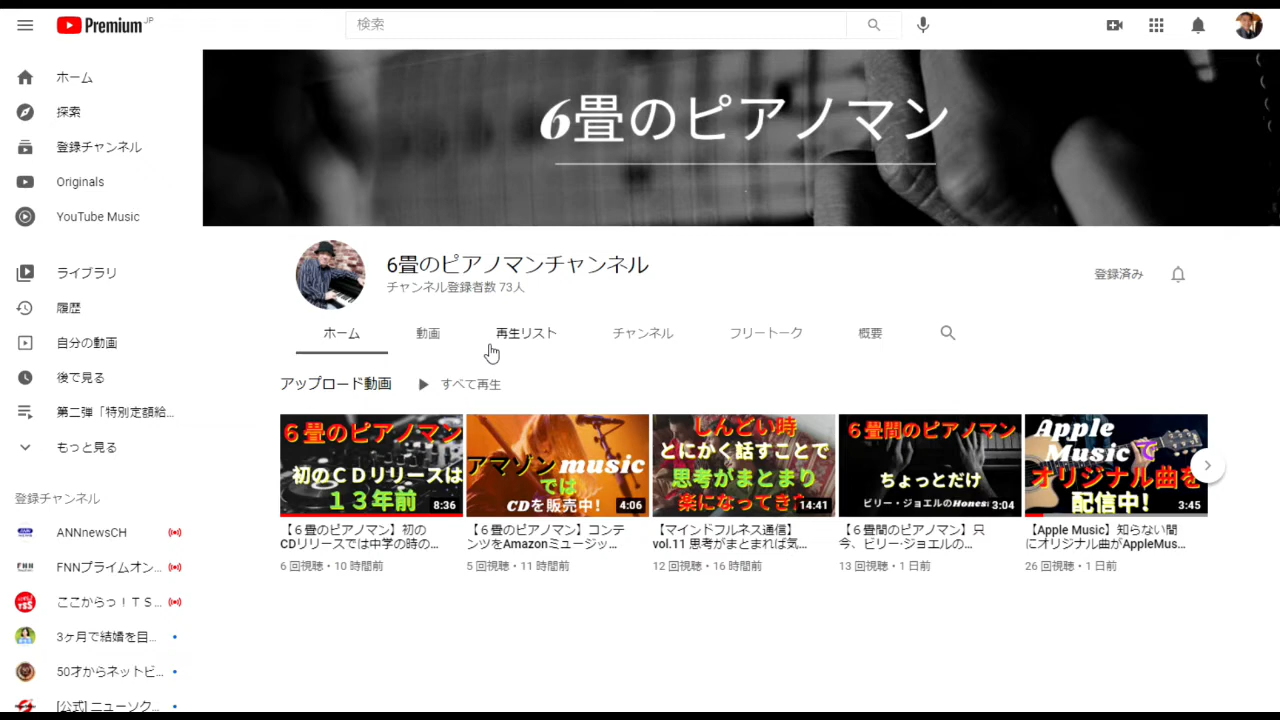 Premium JP
検索
ホーム
探索
登録チャンネル
Originals
YouTube Music
ライブラリ
履歴
自分の動画
後で見る
第二弾「特別定額給...
もっと見る
登録チャンネル
ANNnewsCH
FNNプライムオン...
ここからっ！ＴＳ...
3ヶ月で結婚を目...
50才からネットビ...
[公式] ニューソク...
6畳のピアノマン
6畳のピアノマンチャンネル
チャンネル登録者数 73人
登録済み
ホーム
動画
再生リスト
チャンネル
フリートーク
概要
アップロード動画
すべて再生
６畳のピアノマン
初のＣＤリリースは
１３年前
8:36
【６畳のピアノマン】初の
CDリリースでは中学の時の...
6 回視聴・10 時間前
アマゾンmusic
では
CDを販売中!
4:06
【６畳のピアノマン】コンテ
ンツをAmazonミュージッ...
5 回視聴・11 時間前
しんどい時
とにかく話すことで
思考がまとまり
楽になってきた
14:41
【マインドフルネス通信】
vol.11 思考がまとまれば気...
12 回視聴・16 時間前
６畳間のピアノマン
ちょっとだけ
ビリー・ジョエルのHones
3:04
【６畳間のピアノマン】只
今、ビリー･ジョエルの...
13 回視聴・1 日前
Apple
Musicで
オリジナル曲を
配信中!
3:45
【Apple Music】知らない間
にオリジナル曲がAppleMus...
26 回視聴・1 日前